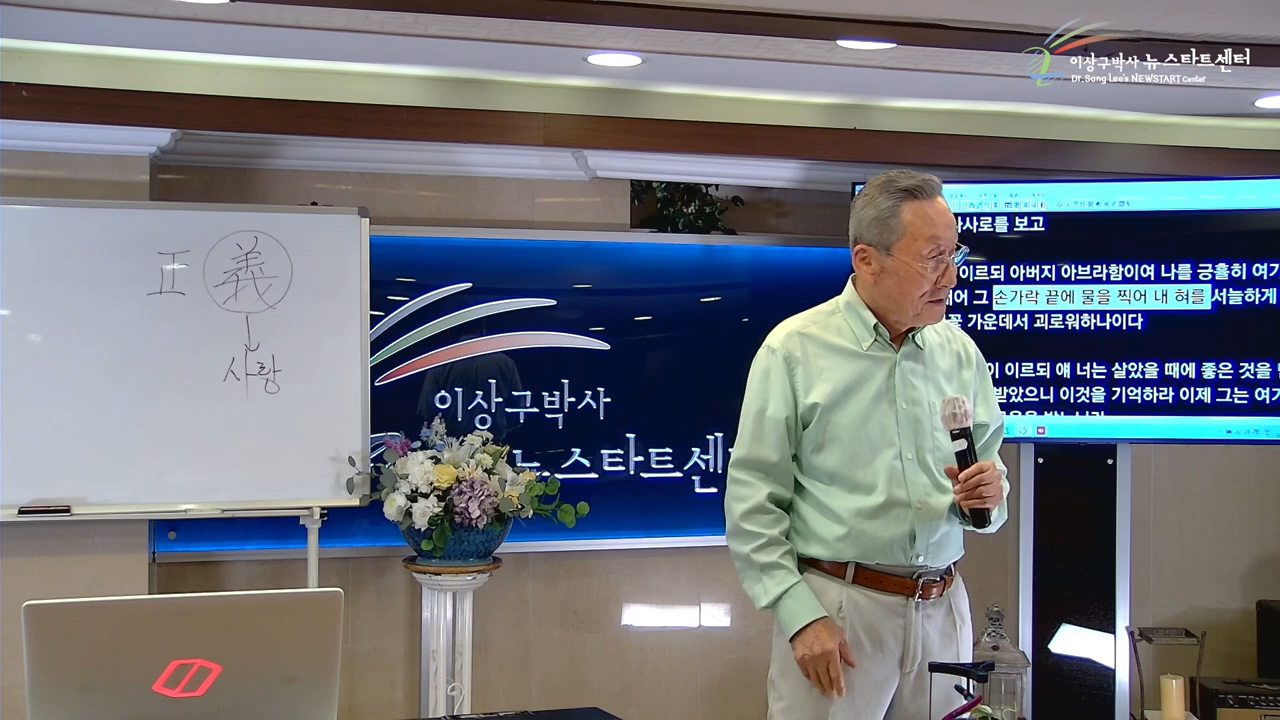 이상구박사 뉴스타트센터
Dr. Sang Lee's NEWSTART Center
正 義
사랑
이상구박사
뉴스타트센
사로를 보고
이르되 아버지 아브라함이여 나를 긍휼히 여기
그 손가락 끝에 물을 찍어 내 혀를 서늘하게
가운데서 괴로워하나이다
이 이르되 얘 너는 살았을 때에 좋은 것을
받았으니 이것을 기억하라 이제 그는 여기